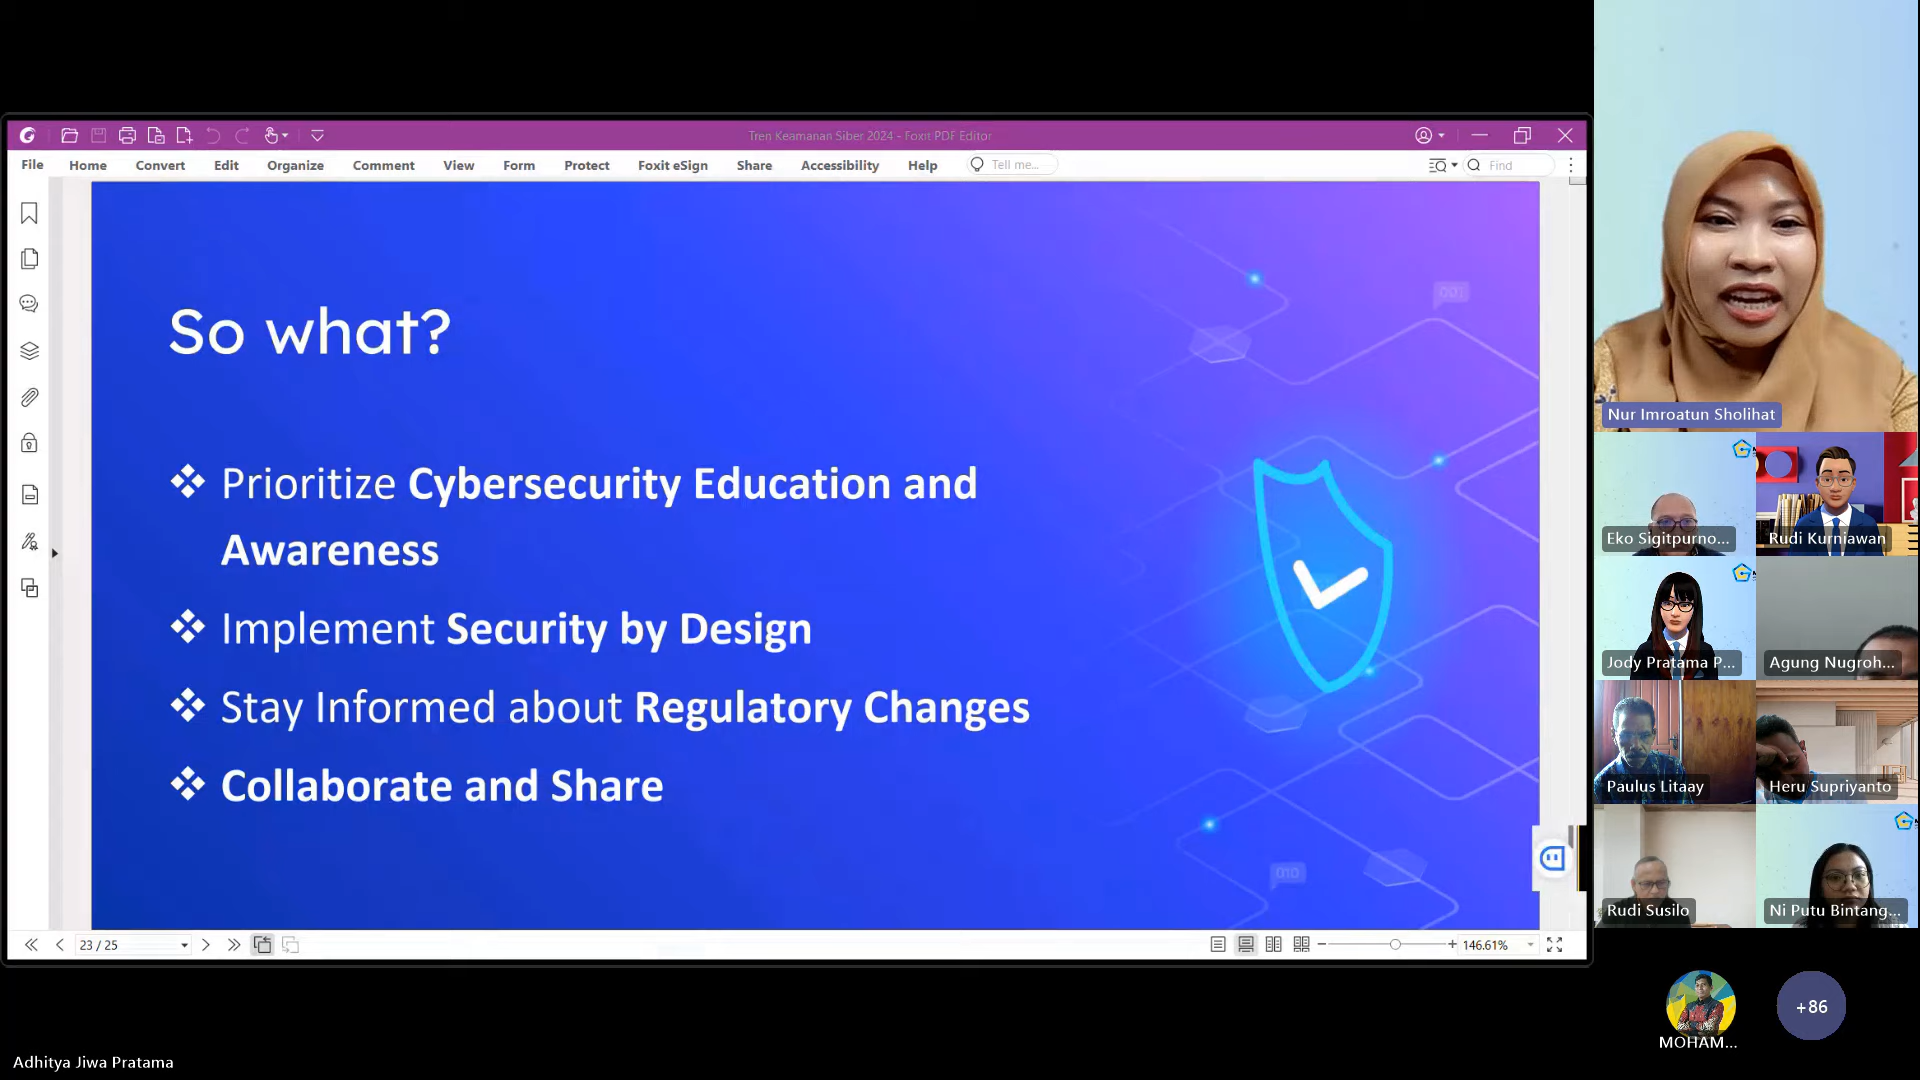 Tren Keamanan Siber 2024 - Foxit PDF Editor
File Home Convert Edit Organize Comment View Form Protect Foxit eSign Share Accessibility Help Tell me... Find
So what?
001
Prioritize Cybersecurity Education and
Awareness
Implement Security by Design
Stay Informed about Regulatory Changes
Collaborate and Share
010
23 / 25
146.61%
Nur Imroatun Sholihat
Eko Sigitpurno...
Rudi Kurniawan
Jody Pratama P...
Agung Nugroh...
Paulus Litaay
Heru Supriyanto
Rudi Susilo
Ni Putu Bintang...
MOHAM...
+86
Adhitya Jiwa Pratama